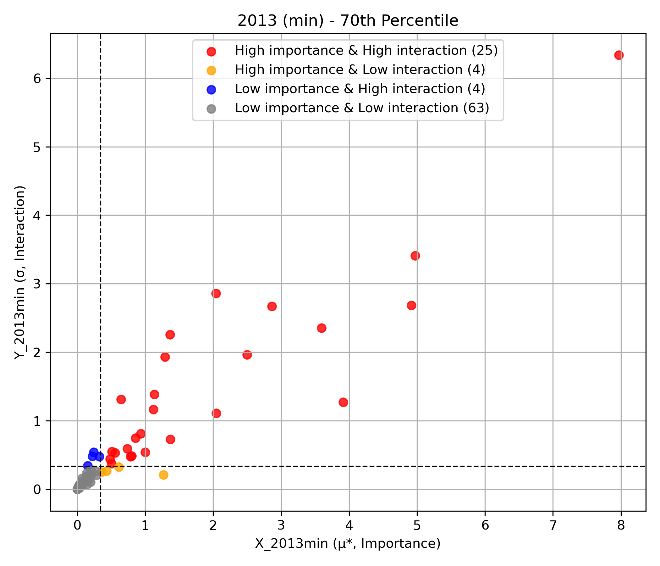 2013 (min) - 70th Percentile
High importance & High interaction (25)
High importance & Low interaction (4)
Low importance & High interaction (4)
Low importance & Low interaction (63)
Y_2013min (σ, Interaction)
6
5
4
3
2
1
0
0 1 2 3 4 5 6 7 8
X_2013min (μ*, Importance)